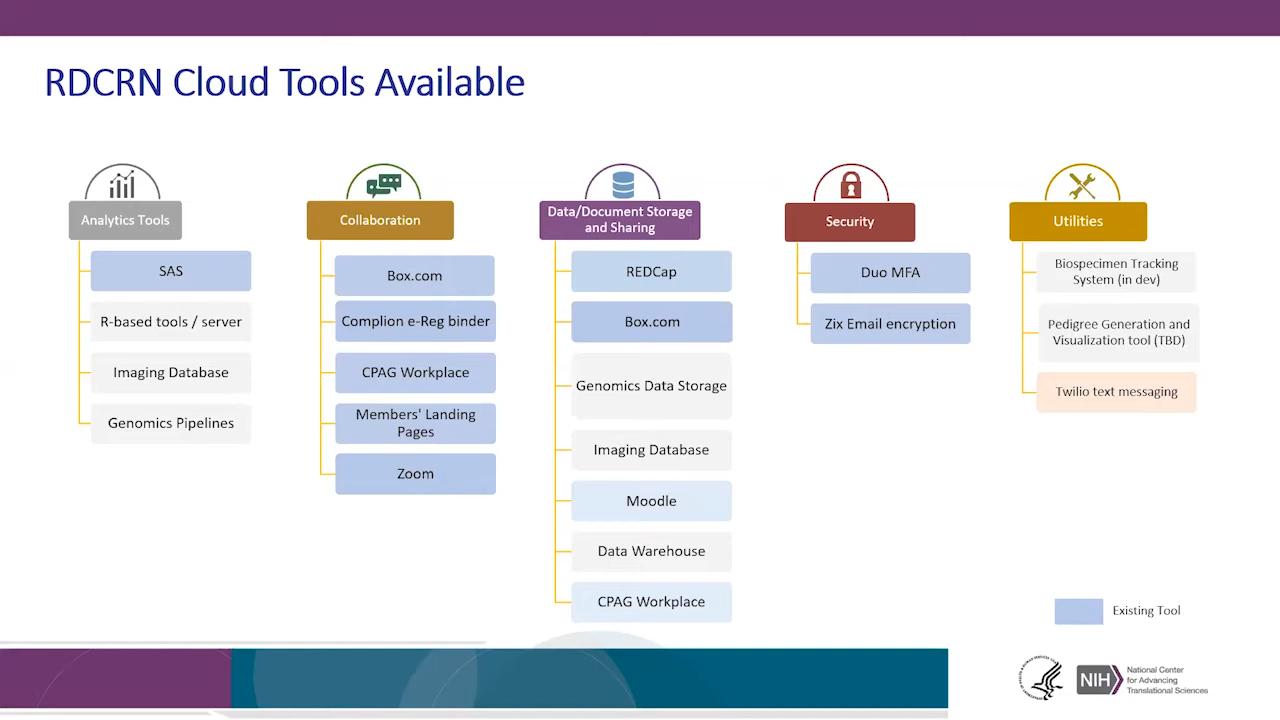 RDCRN Cloud Tools Available
Analytics Tools
SAS
R-based tools / server
Imaging Database
Genomics Pipelines
Collaboration
Box.com
Complion e-Reg binder
CPAG Workplace
Members' Landing
Pages
Zoom
Data/Document Storage
and Sharing
REDCap
Box.com
Genomics Data Storage
Imaging Database
Moodle
Data Warehouse
CPAG Workplace
Security
Duo MFA
Zix Email encryption
Utilities
Biospecimen Tracking
System (in dev)
Pedigree Generation and
Visualization tool (TBD)
Twilio text messaging
Existing Tool
NIH
National Center
for Advancing
Translational Sciences